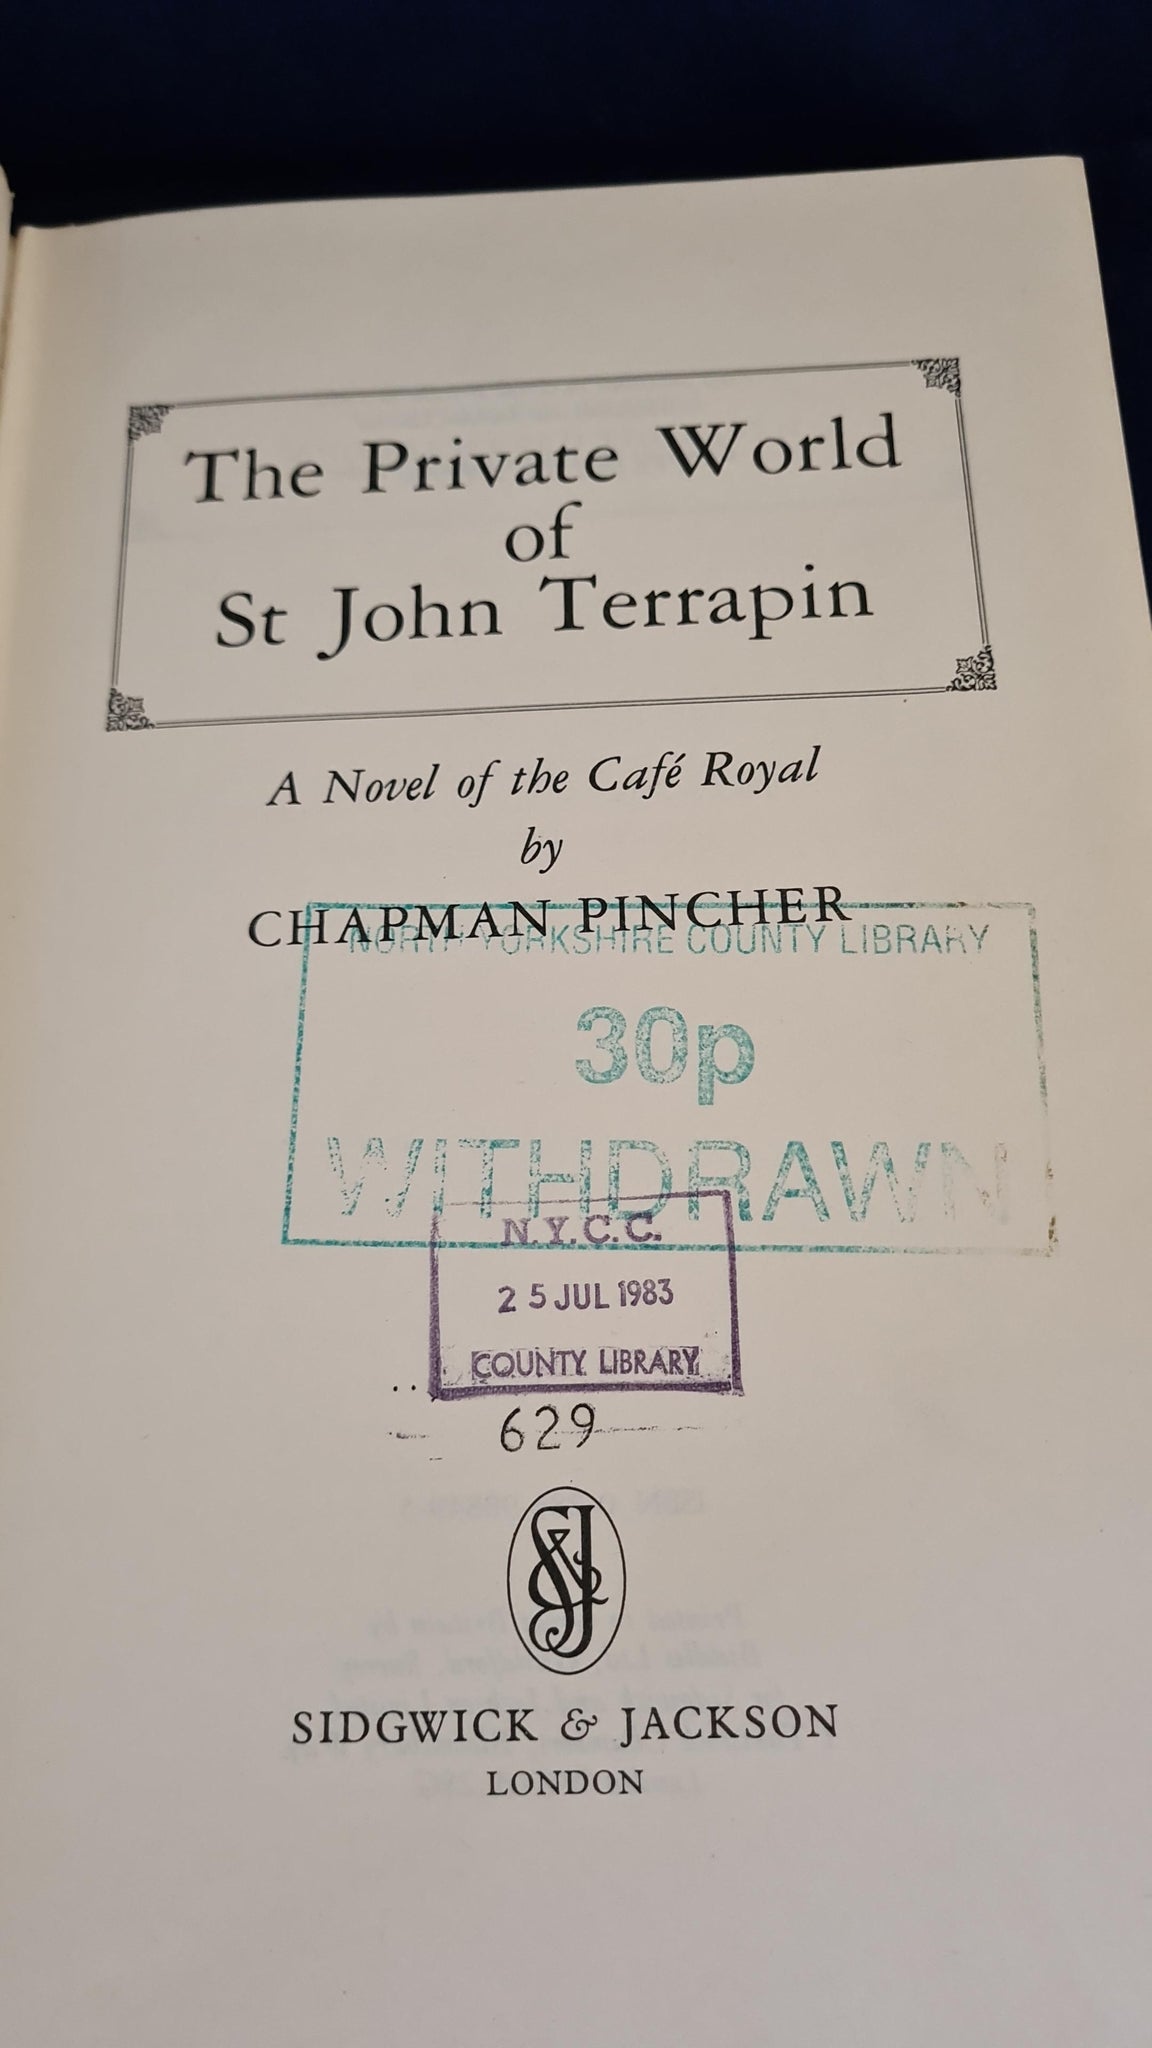 The Private World
of
St John Terrapin
A Novel of the Café Royal
by
CHAPMAN PINCHER
NORTH YORKSHIRE COUNTY LIBRARY
30p
WITHDRAWN
N.Y.C.C.
25 JUL 1983
COUNTY LIBRARY
629
S&J
SIDGWICK & JACKSON
LONDON